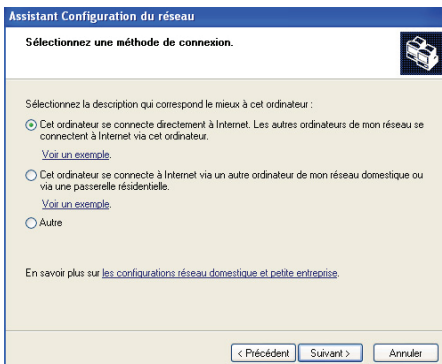 Assistant Configuration du réseau
Sélectionnez une méthode de connexion.
Sélectionnez la description qui correspond le mieux à cet ordinateur :
Cet ordinateur se connecte directement à Internet. Les autres ordinateurs de mon réseau se
connectent à Internet via cet ordinateur.
Voir un exemple.
Cet ordinateur se connecte à Internet via un autre ordinateur de mon réseau domestique ou
via une passerelle résidentielle.
Voir un exemple.
Autre
En savoir plus sur les configurations réseau domestique et petite entreprise.
< Précédent Suivant > Annuler